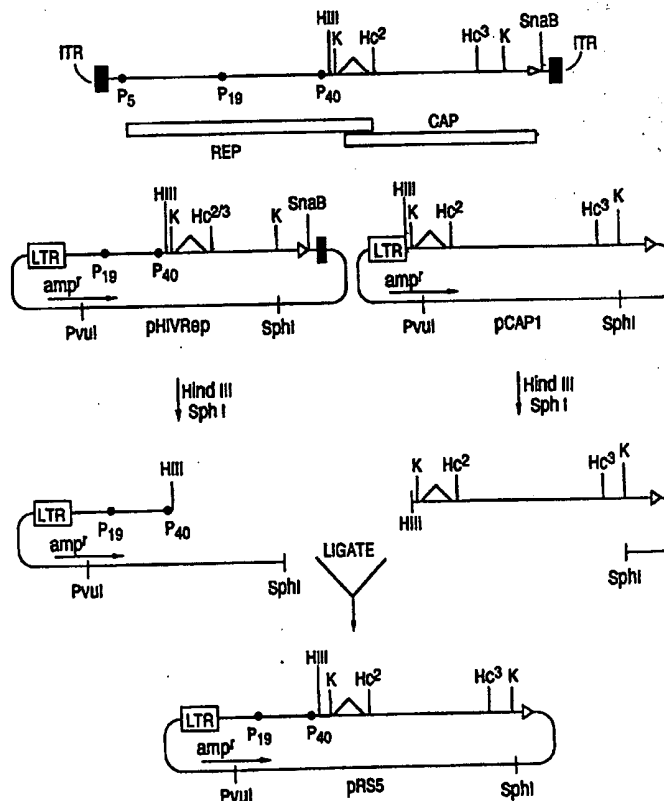 HIII
K
Hc²
Hc³
K
SnaB
ITR
ITR
P₅
P₁₉
P₄₀
REP
CAP
HIII
K
Hc²/³
K
SnaB
LTR
P₁₉
P₄₀
ampʳ
PvuI
pHIVRep
SphI
HIII
K
Hc²
Hc³
K
LTR
ampʳ
PvuI
pCAP1
SphI
Hind III
Sph I
Hind III
Sph I
HIII
LTR
P₁₉
P₄₀
ampʳ
PvuI
SphI
K
Hc²
Hc³
K
HIII
SphI
LIGATE
HIII
K
Hc²
Hc³
K
LTR
P₁₉
P₄₀
ampʳ
PvuI
pRS5
SphI